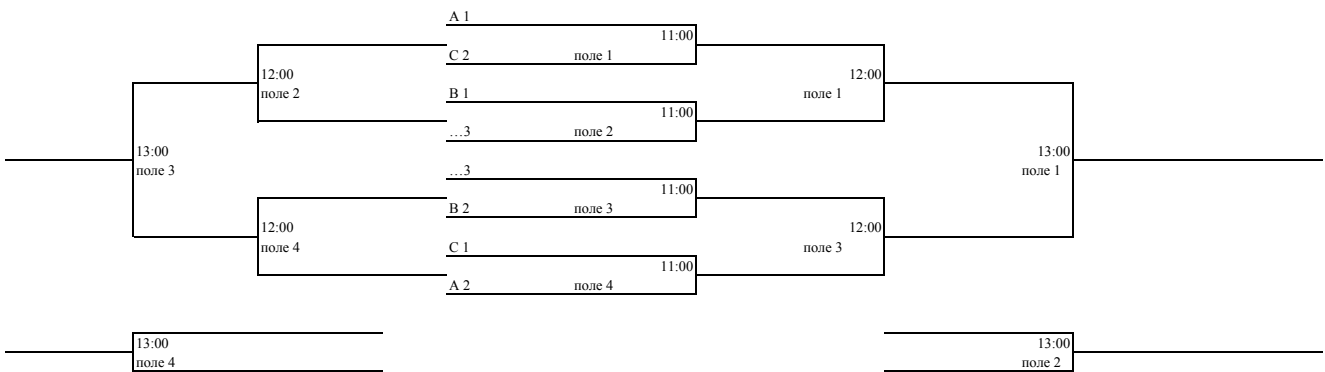 A 1
11:00
C 2 поле 1
12:00 12:00
поле 2 B 1 поле 1
11:00
…3 поле 2
13:00 13:00
поле 3 …3 поле 1
11:00
B 2 поле 3
12:00 12:00
поле 4 C 1 поле 3
11:00
A 2 поле 4
13:00 13:00
поле 4 поле 2